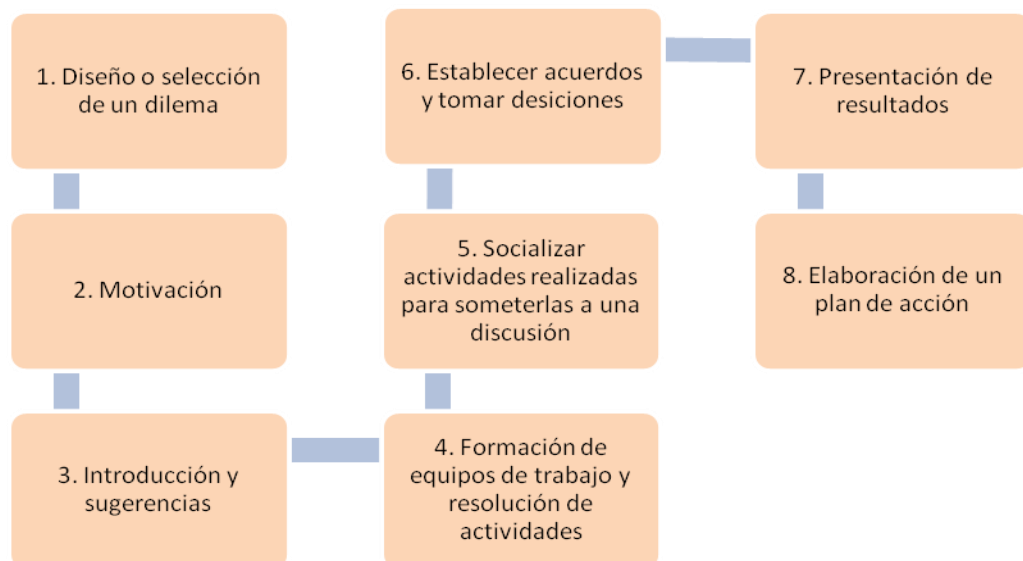 1. Diseño o selección
de un dilema
2. Motivación
3. Introducción y
sugerencias
4. Formación de
equipos de trabajo y
resolución de
actividades
5. Socializar
actividades realizadas
para someterlas a una
discusión
6. Establecer acuerdos
y tomar desiciones
7. Presentación de
resultados
8. Elaboración de un
plan de acción